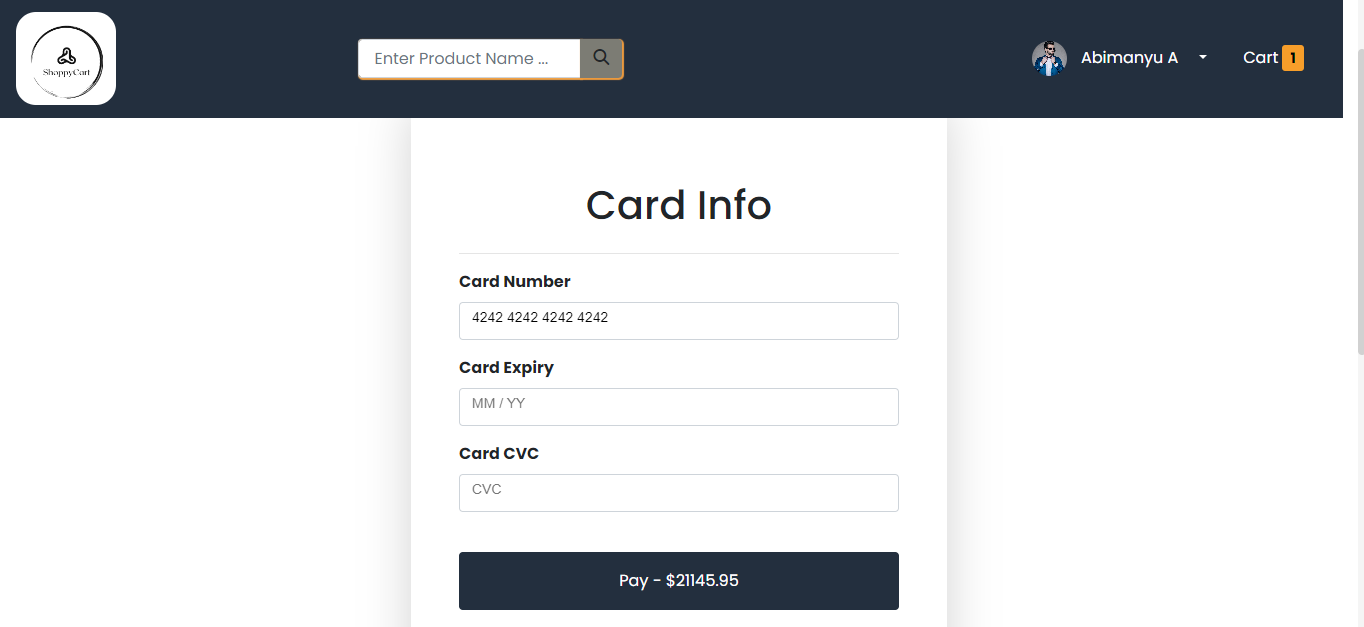 ShoppyCart
Enter Product Name ...
Abimanyu A
Cart 1
Card Info
Card Number
4242 4242 4242 4242
Card Expiry
MM / YY
Card CVC
CVC
Pay - $21145.95